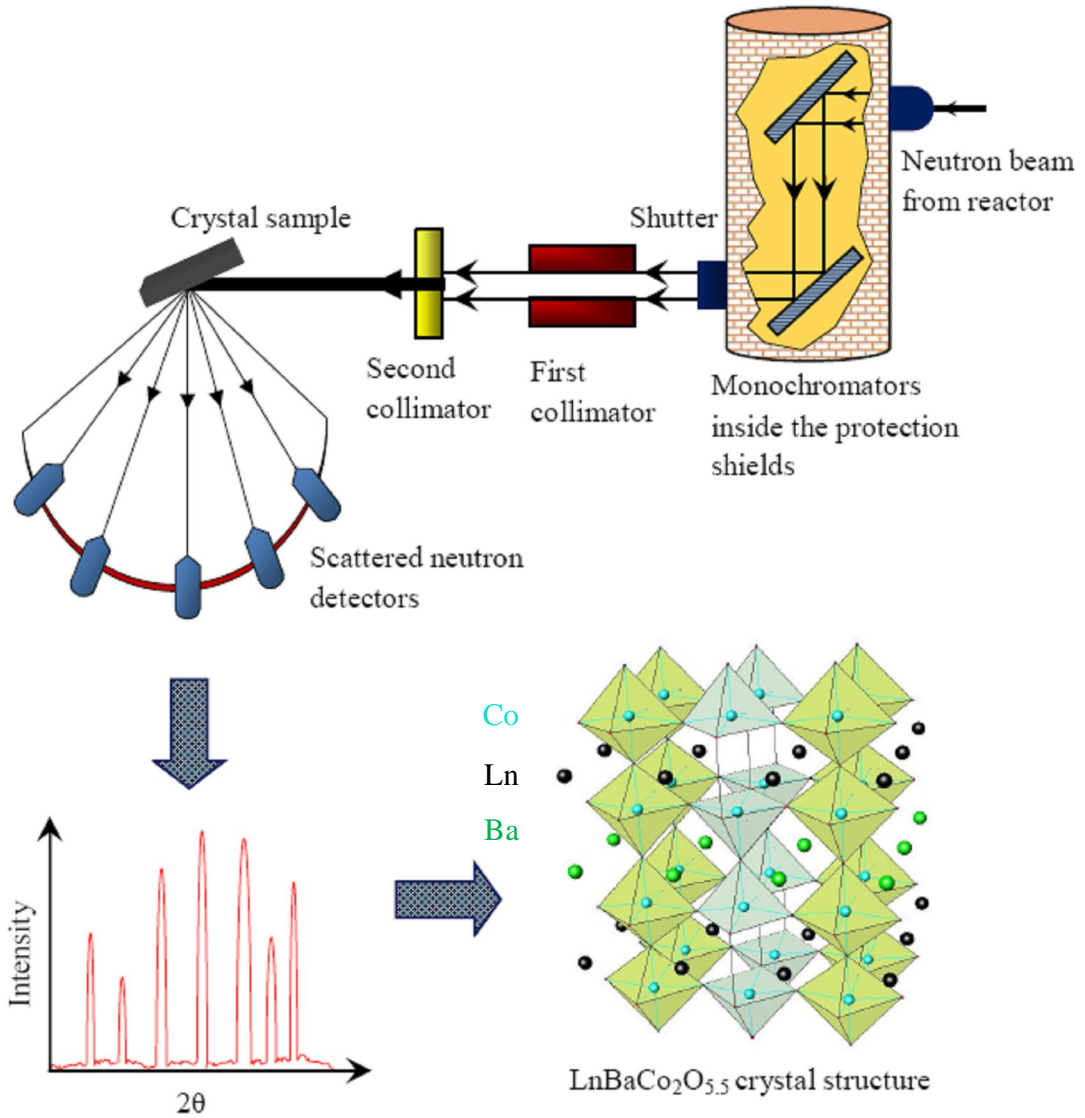 Neutron beam
from reactor
Shutter
Crystal sample
Second
collimator
First
collimator
Monochromators
inside the protection
shields
Scattered neutron
detectors
Co
Ln
Ba
Intensity
2θ
LnBaCo₂O₅.₅ crystal structure